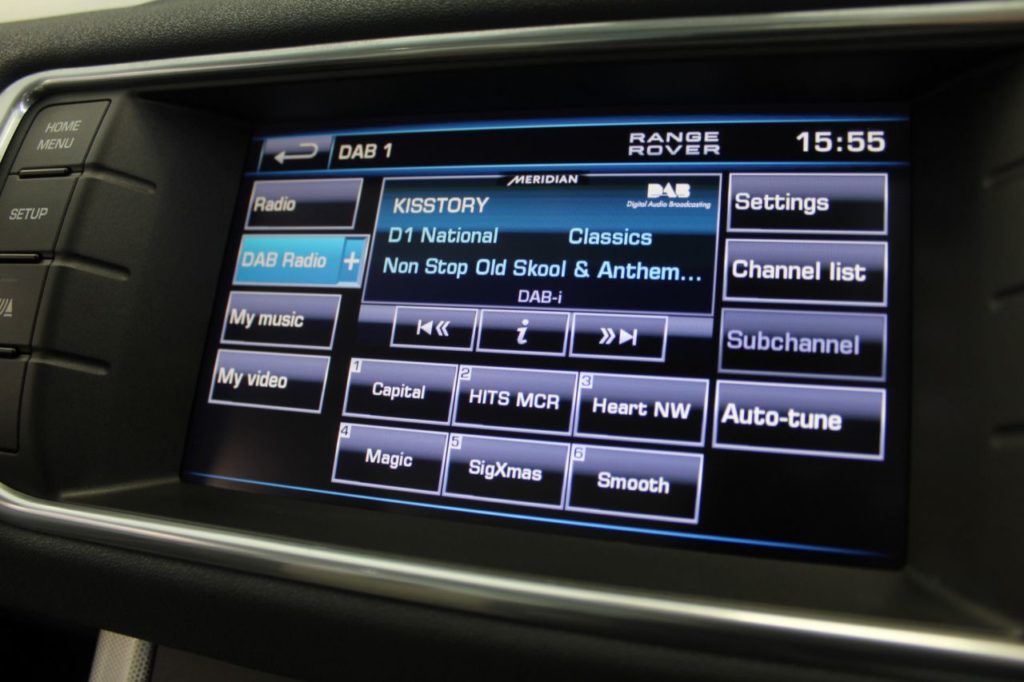 HOME
MENU
SETUP
DAB 1
RANGE
ROVER
15:55
Radio
DAB Radio +
My music
My video
MERIDIAN
KISSTORY
DAB
Digital Audio Broadcasting
D1 National Classics
Non Stop Old Skool & Anthem...
DAB-i
i
1 Capital
2 HITS MCR
3 Heart NW
4 Magic
5 SigXmas
6 Smooth
Settings
Channel list
Subchannel
Auto-tune